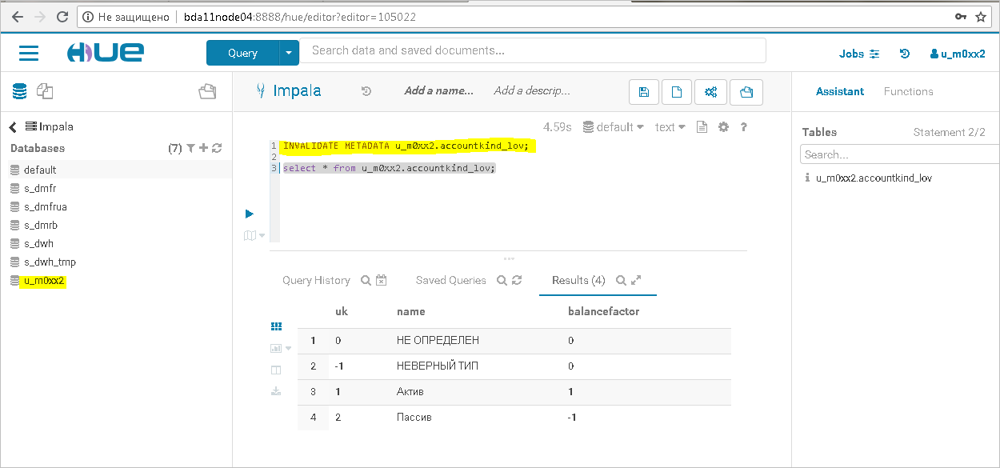 Не защищено bda11node04:8888/hue/editor?editor=105022
HUE Query Search data and saved documents... Jobs u_m0xx2
Impala Add a name... Add a descrip... Assistant Functions
Impala 4.59s default text ?
Databases (7) Tables Statement 2/2
Search...
u_m0xx2.accountkind_lov
default
s_dmfr
s_dmfrua
s_dmrb
s_dwh
s_dwh_tmp
u_m0xx2
1 INVALIDATE METADATA u_m0xx2.accountkind_lov;
2
3 select * from u_m0xx2.accountkind_lov;
Query History Saved Queries Results (4)
uk name balancefactor
1 0 НЕ ОПРЕДЕЛЕН 0
2 -1 НЕВЕРНЫЙ ТИП 0
3 1 Актив 1
4 2 Пассив -1